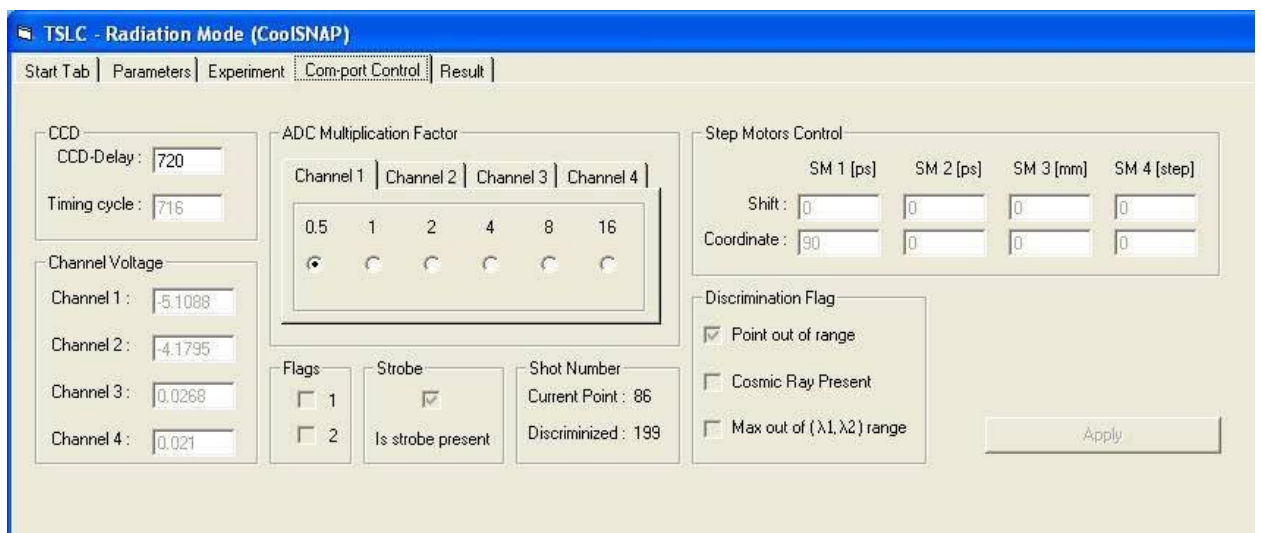 TSLC - Radiation Mode (CoolSNAP)
Start Tab Parameters Experiment Com-port Control Result
CCD
CCD-Delay : 720
Timing cycle : 716
Channel Voltage
Channel 1 : -5.1088
Channel 2 : -4.1795
Channel 3 : 0.0268
Channel 4 : 0.021
ADC Multiplication Factor
Channel 1 Channel 2 Channel 3 Channel 4
0.5 1 2 4 8 16
Flags
1
2
Strobe
Is strobe present
Shot Number
Current Point : 86
Discriminized : 199
Step Motors Control
SM 1 [ps] SM 2 [ps] SM 3 [mm] SM 4 [step]
Shift : 0 0 0 0
Coordinate : 90 0 0 0
Discrimination Flag
Point out of range
Cosmic Ray Present
Max out of (λ1,λ2) range
Apply